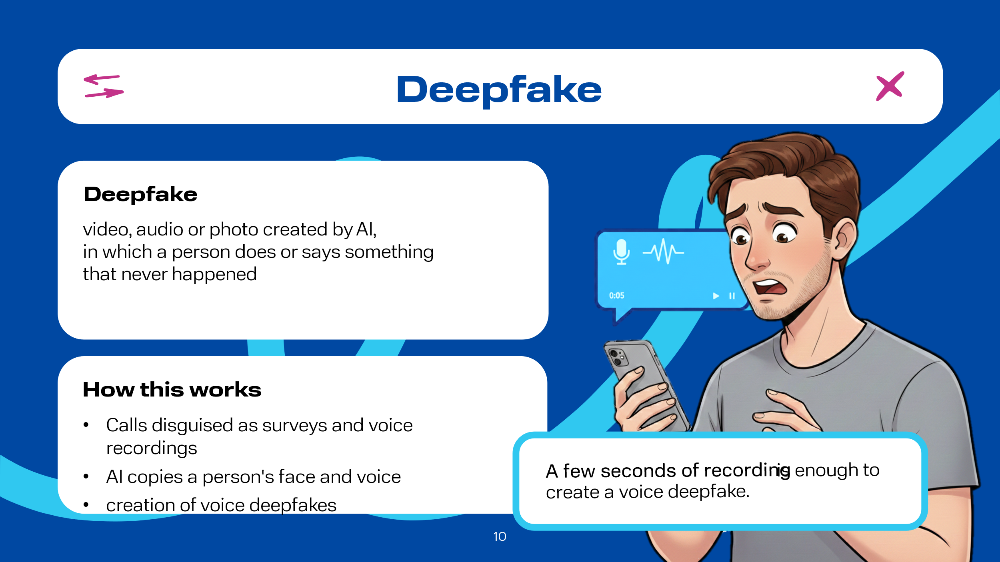 Deepfake
Deepfake
video, audio or photo created by AI,
in which a person does or says something
that never happened
0:05
How this works
• Calls disguised as surveys and voice
recordings
• AI copies a person's face and voice
• creation of voice deepfakes
A few seconds of recording is enough to
create a voice deepfake.
10